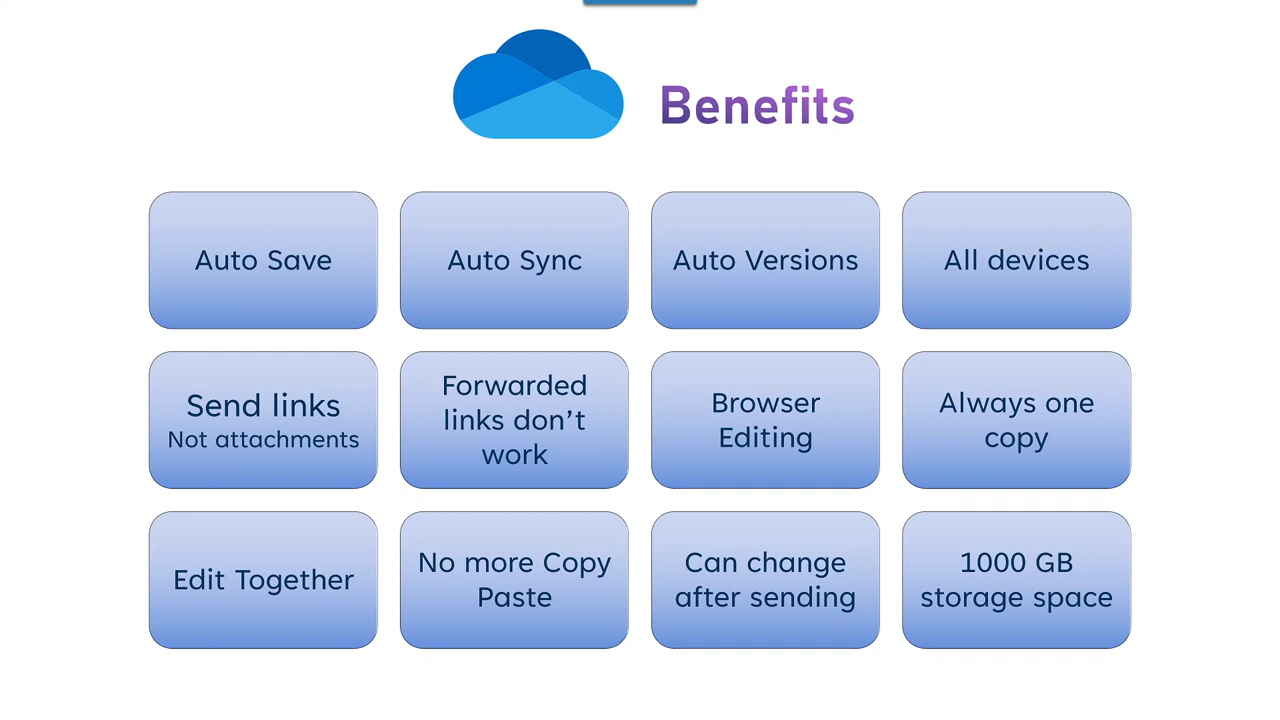 Benefits
Auto Save
Auto Sync
Auto Versions
All devices
Send links
Not attachments
Forwarded
links don’t
work
Browser
Editing
Always one
copy
Edit Together
No more Copy
Paste
Can change
after sending
1000 GB
storage space